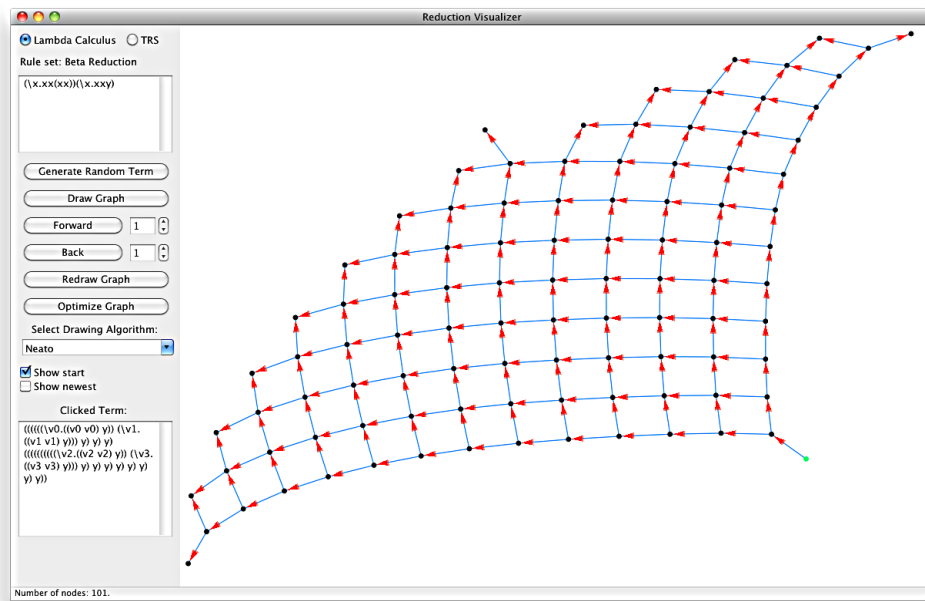 Reduction Visualizer
Lambda Calculus TRS
Rule set: Beta Reduction
(\x.xx(xx))(\x.xxy)
Generate Random Term
Draw Graph
Forward 1
Back 1
Redraw Graph
Optimize Graph
Select Drawing Algorithm:
Neato
Show start
Show newest
Clicked Term:
((((((\v0.((v0 v0) y)) (\v1.
((v1 v1) y))) y) y) y)
((((((((((\v2.((v2 v2) y)) (\v3.
((v3 v3) y))) y) y) y) y) y) y) y)
y) y))
Number of nodes: 101.